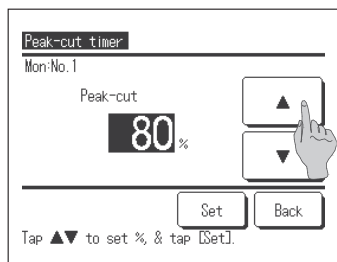 Peak-cut timer
Mon:No.1
Peak-cut
▲
80 %
▼
Set Back
Tap ▲▼ to set %, & tap [Set].